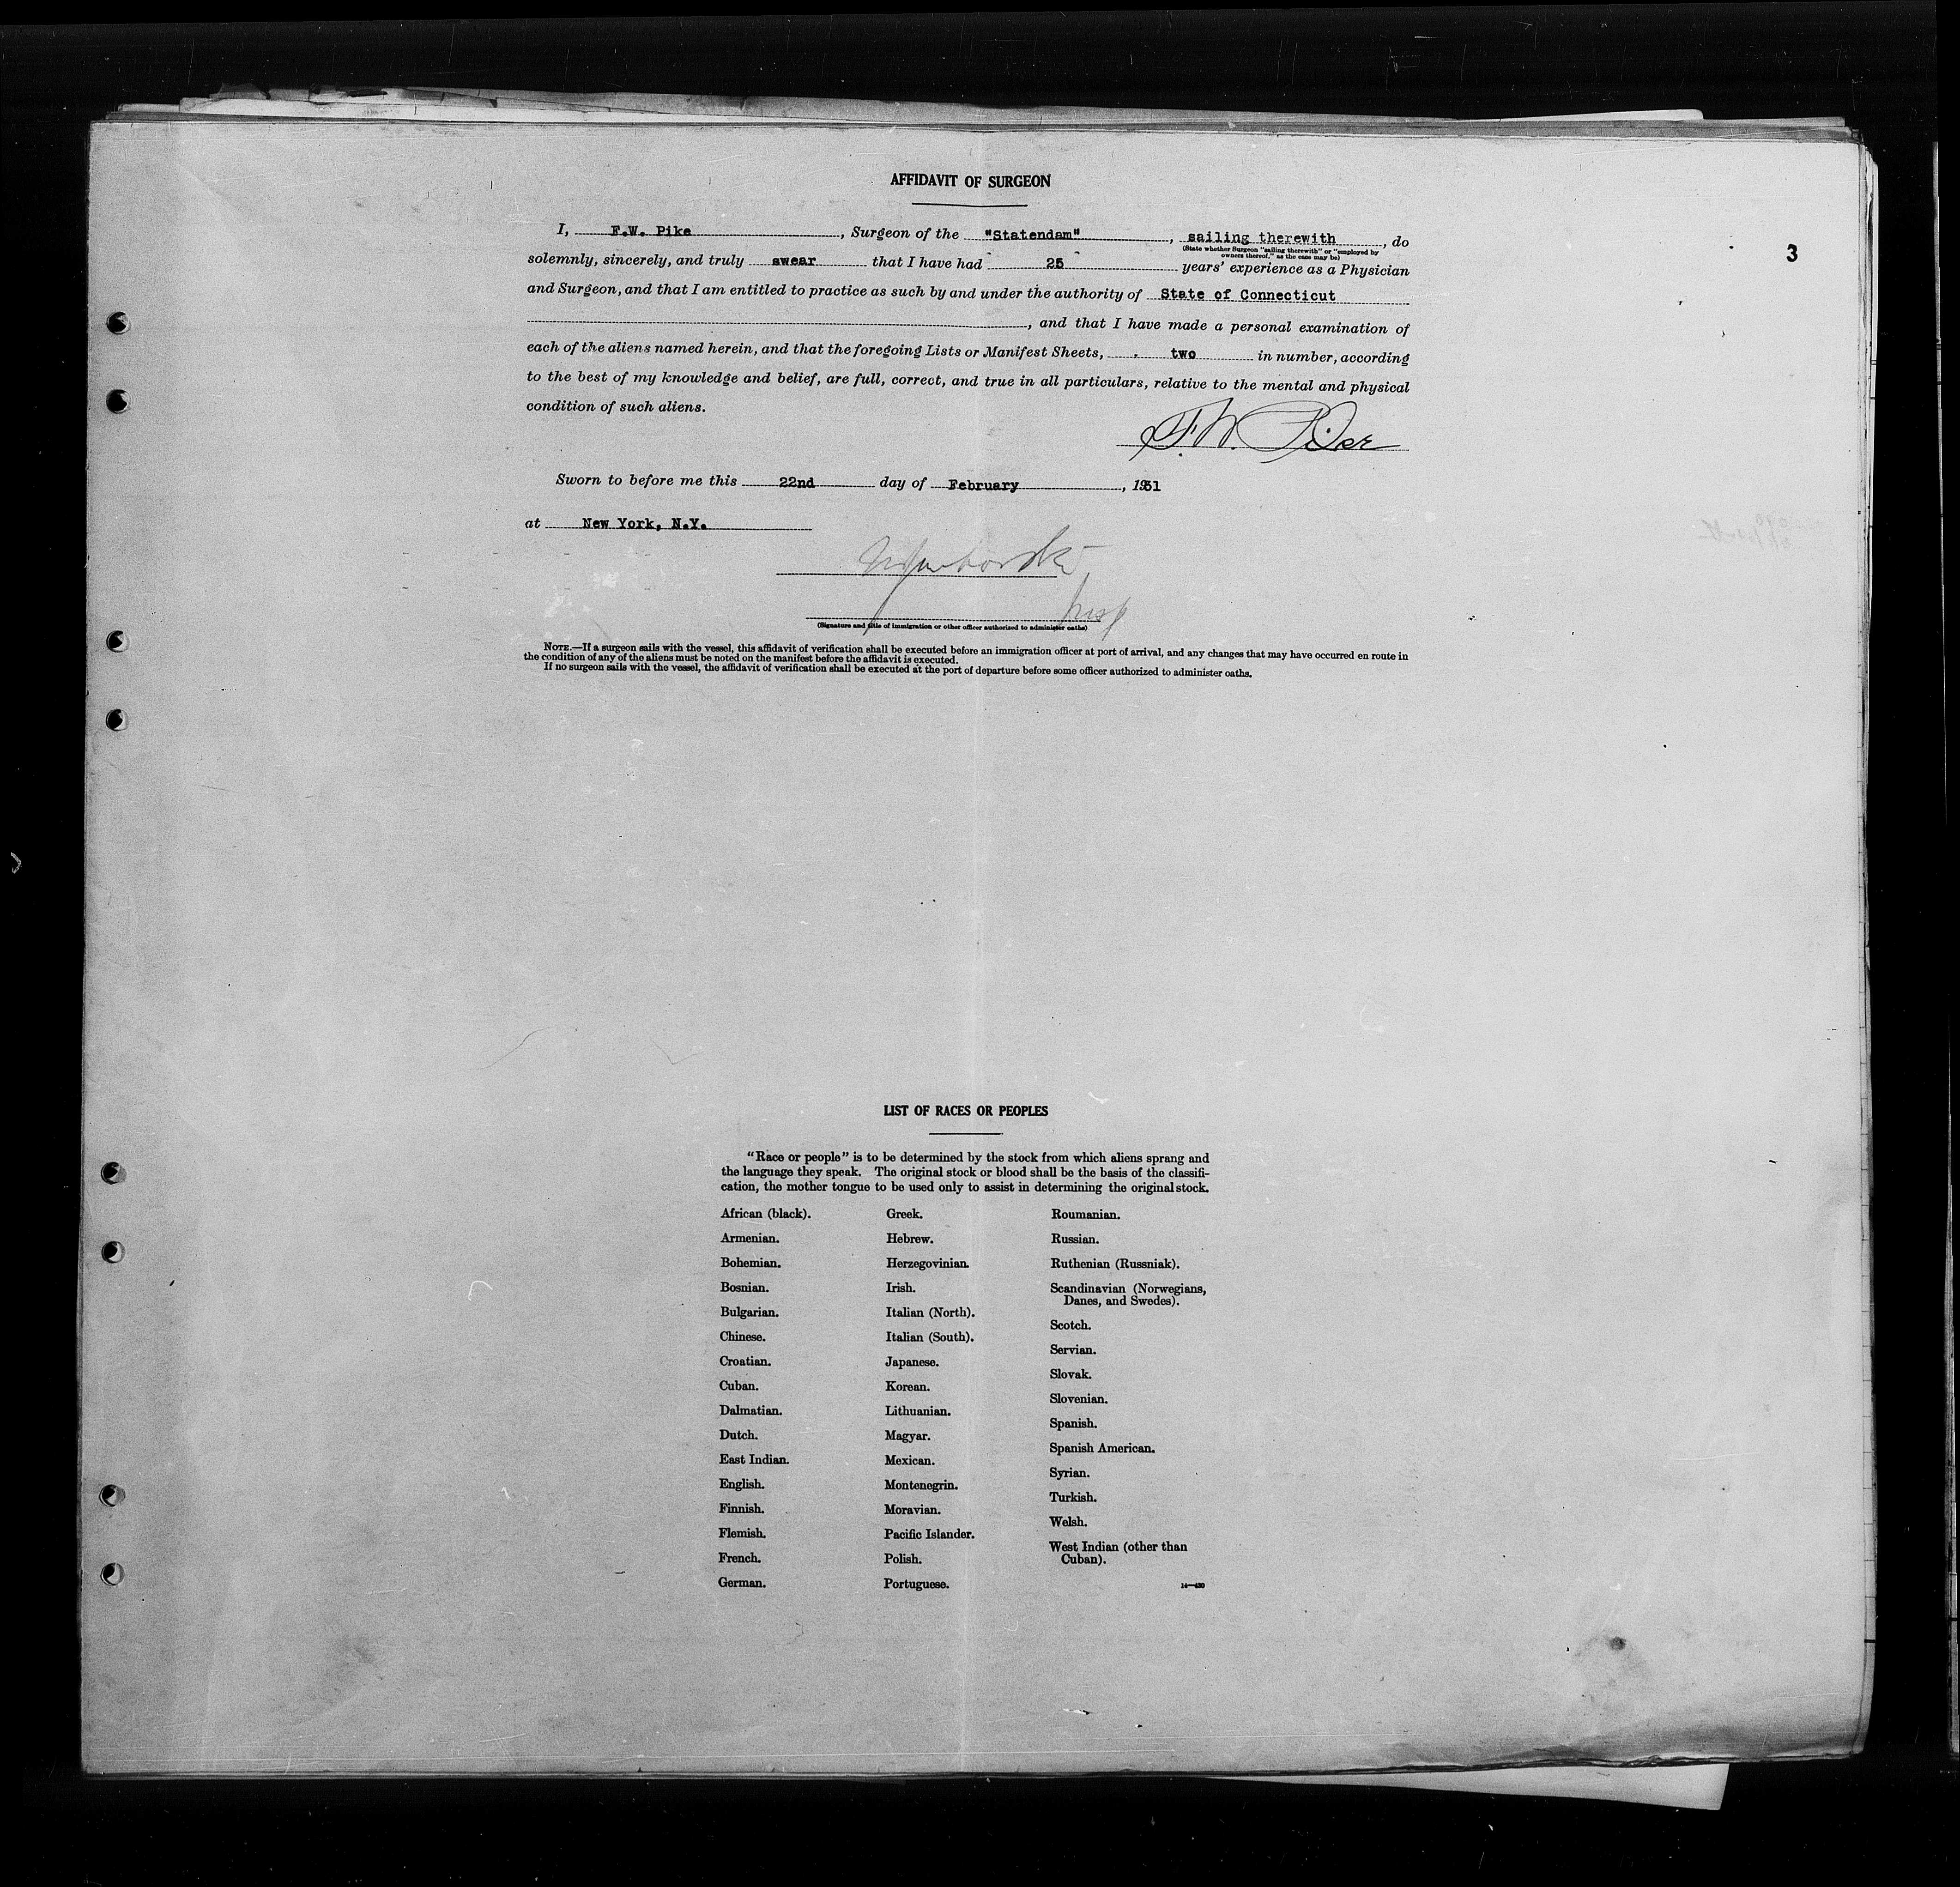 AFFIDAVIT OF SURGEON
I, F.W. Pike, Surgeon of the "Statendam", sailing therewith, do
(State whether Surgeon "sailing therewith" or "employed by
owners thereof," as the case may be)
3
solemnly, sincerely, and truly swear that I have had 25 years' experience as a Physician
and Surgeon, and that I am entitled to practice as such by and under the authority of State of Connecticut
, and that I have made a personal examination of
each of the aliens named herein, and that the foregoing Lists or Manifest Sheets, two in number, according
to the best of my knowledge and belief, are full, correct, and true in all particulars, relative to the mental and physical
condition of such aliens.
F. W.
Sworn to before me this 22nd day of February, 1931
at New York, N.Y.
Insp
(Signature and title of immigration or other officer authorized to administer oaths)
NOTE.—If a surgeon sails with the vessel, this affidavit of verification shall be executed before an immigration officer at port of arrival, and any changes that may have occurred en route in
the condition of any of the aliens must be noted on the manifest before the affidavit is executed.
If no surgeon sails with the vessel, the affidavit of verification shall be executed at the port of departure before some officer authorized to administer oaths.
LIST OF RACES OR PEOPLES
"Race or people" is to be determined by the stock from which aliens sprang and
the language they speak. The original stock or blood shall be the basis of the classifi-
cation, the mother tongue to be used only to assist in determining the original stock.
African (black).
Armenian.
Bohemian.
Bosnian.
Bulgarian.
Chinese.
Croatian.
Cuban.
Dalmatian.
Dutch.
East Indian.
English.
Finnish.
Flemish.
French.
German.
Greek.
Hebrew.
Herzegovinian.
Irish.
Italian (North).
Italian (South).
Japanese.
Korean.
Lithuanian.
Magyar.
Mexican.
Montenegrin.
Moravian.
Pacific Islander.
Polish.
Portuguese.
Roumanian.
Russian.
Ruthenian (Russniak).
Scandinavian (Norwegians,
Danes, and Swedes).
Scotch.
Servian.
Slovak.
Slovenian.
Spanish.
Spanish American.
Syrian.
Turkish.
Welsh.
West Indian (other than
Cuban).
14—430